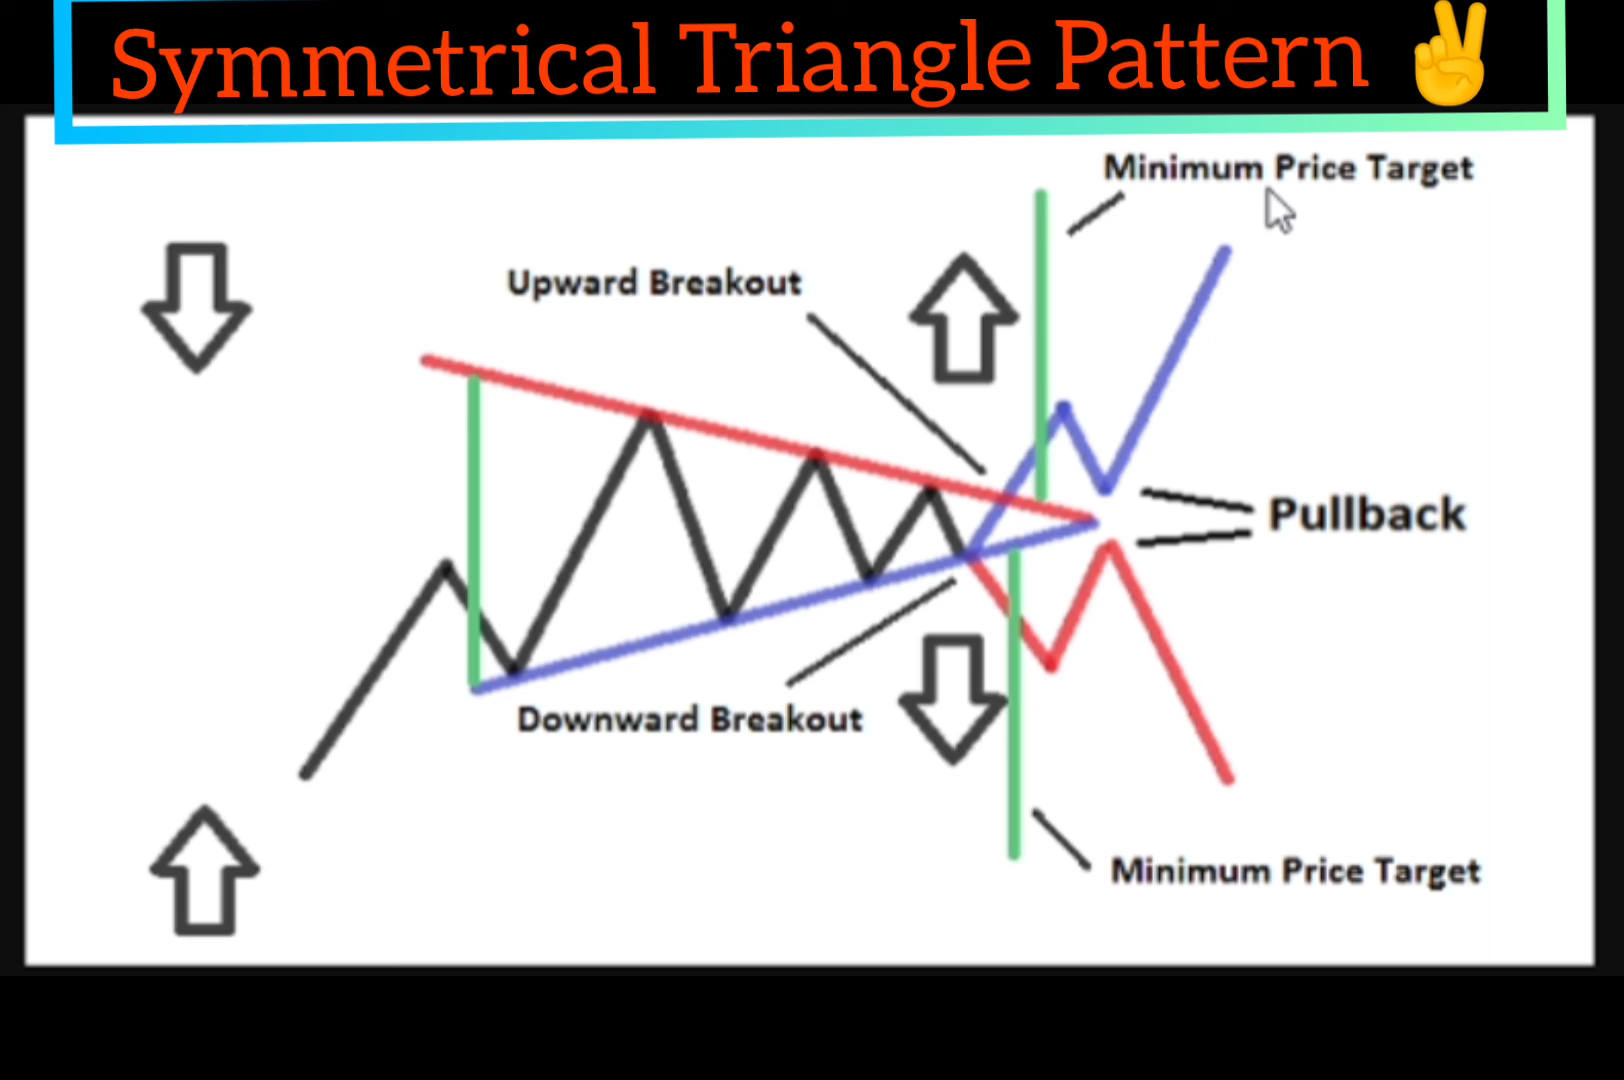 Symmetrical Triangle Pattern ✌
Minimum Price Target
Upward Breakout
Pullback
Downward Breakout
Minimum Price Target